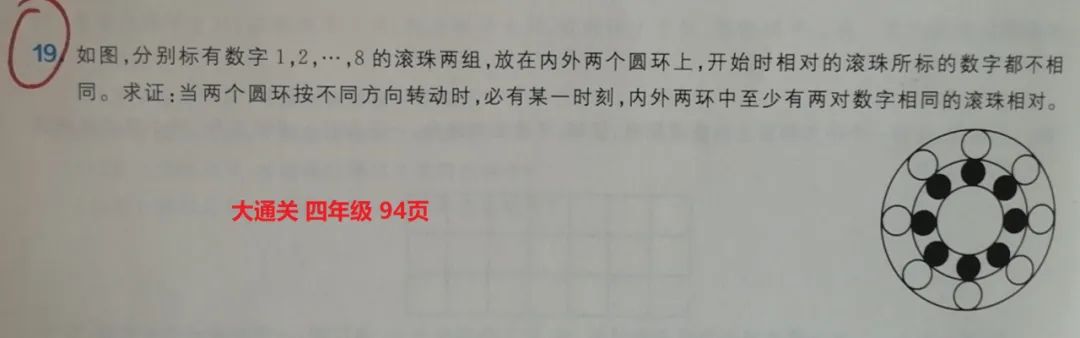 19. 如图,分别标有数字1,2,…,8的滚珠两组,放在内外两个圆环上,开始时相对的滚珠所标的数字都不相
同。求证:当两个圆环按不同方向转动时,必有某一时刻,内外两环中至少有两对数字相同的滚珠相对。
大通关 四年级 94页